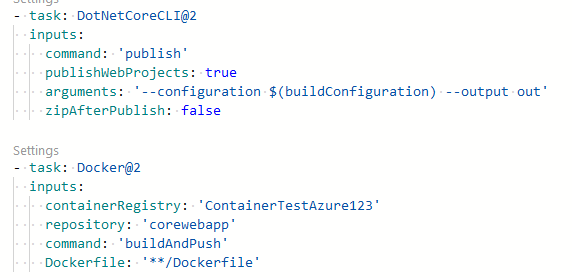 Settings
- task: DotNetCoreCLI@2
  inputs:
    command: 'publish'
    publishWebProjects: true
    arguments: '--configuration $(buildConfiguration) --output out'
    zipAfterPublish: false
Settings
- task: Docker@2
  inputs:
    containerRegistry: 'ContainerTestAzure123'
    repository: 'corewebapp'
    command: 'buildAndPush'
    Dockerfile: '**/Dockerfile'